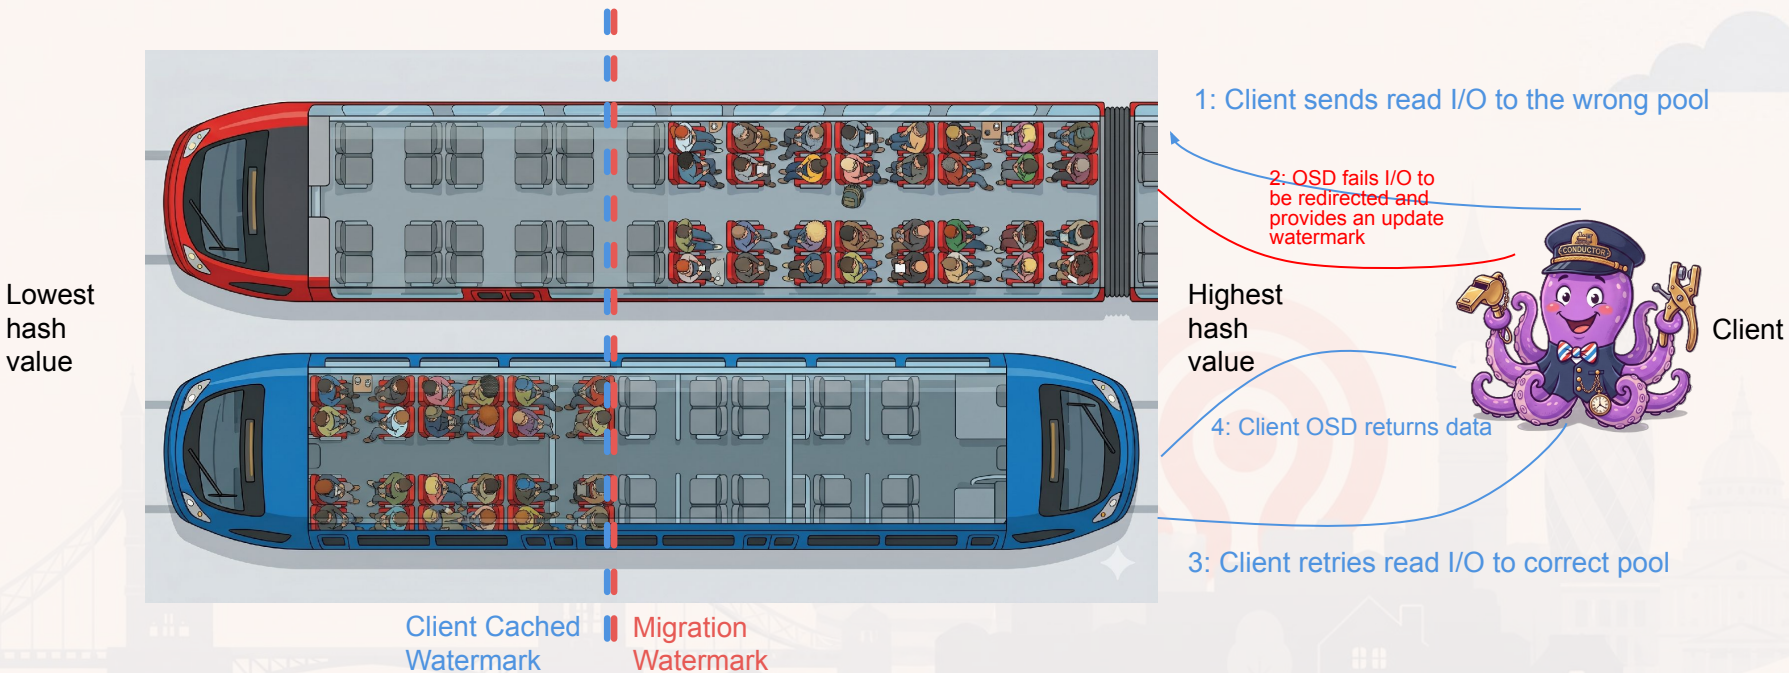 1: Client sends read I/O to the wrong pool
2: OSD fails I/O to
be redirected and
provides an update
watermark
CONDUCTOR
Lowest
hash
value
Highest
hash
value
Client
4: Client OSD returns data
3: Client retries read I/O to correct pool
Client Cached
Watermark
Migration
Watermark